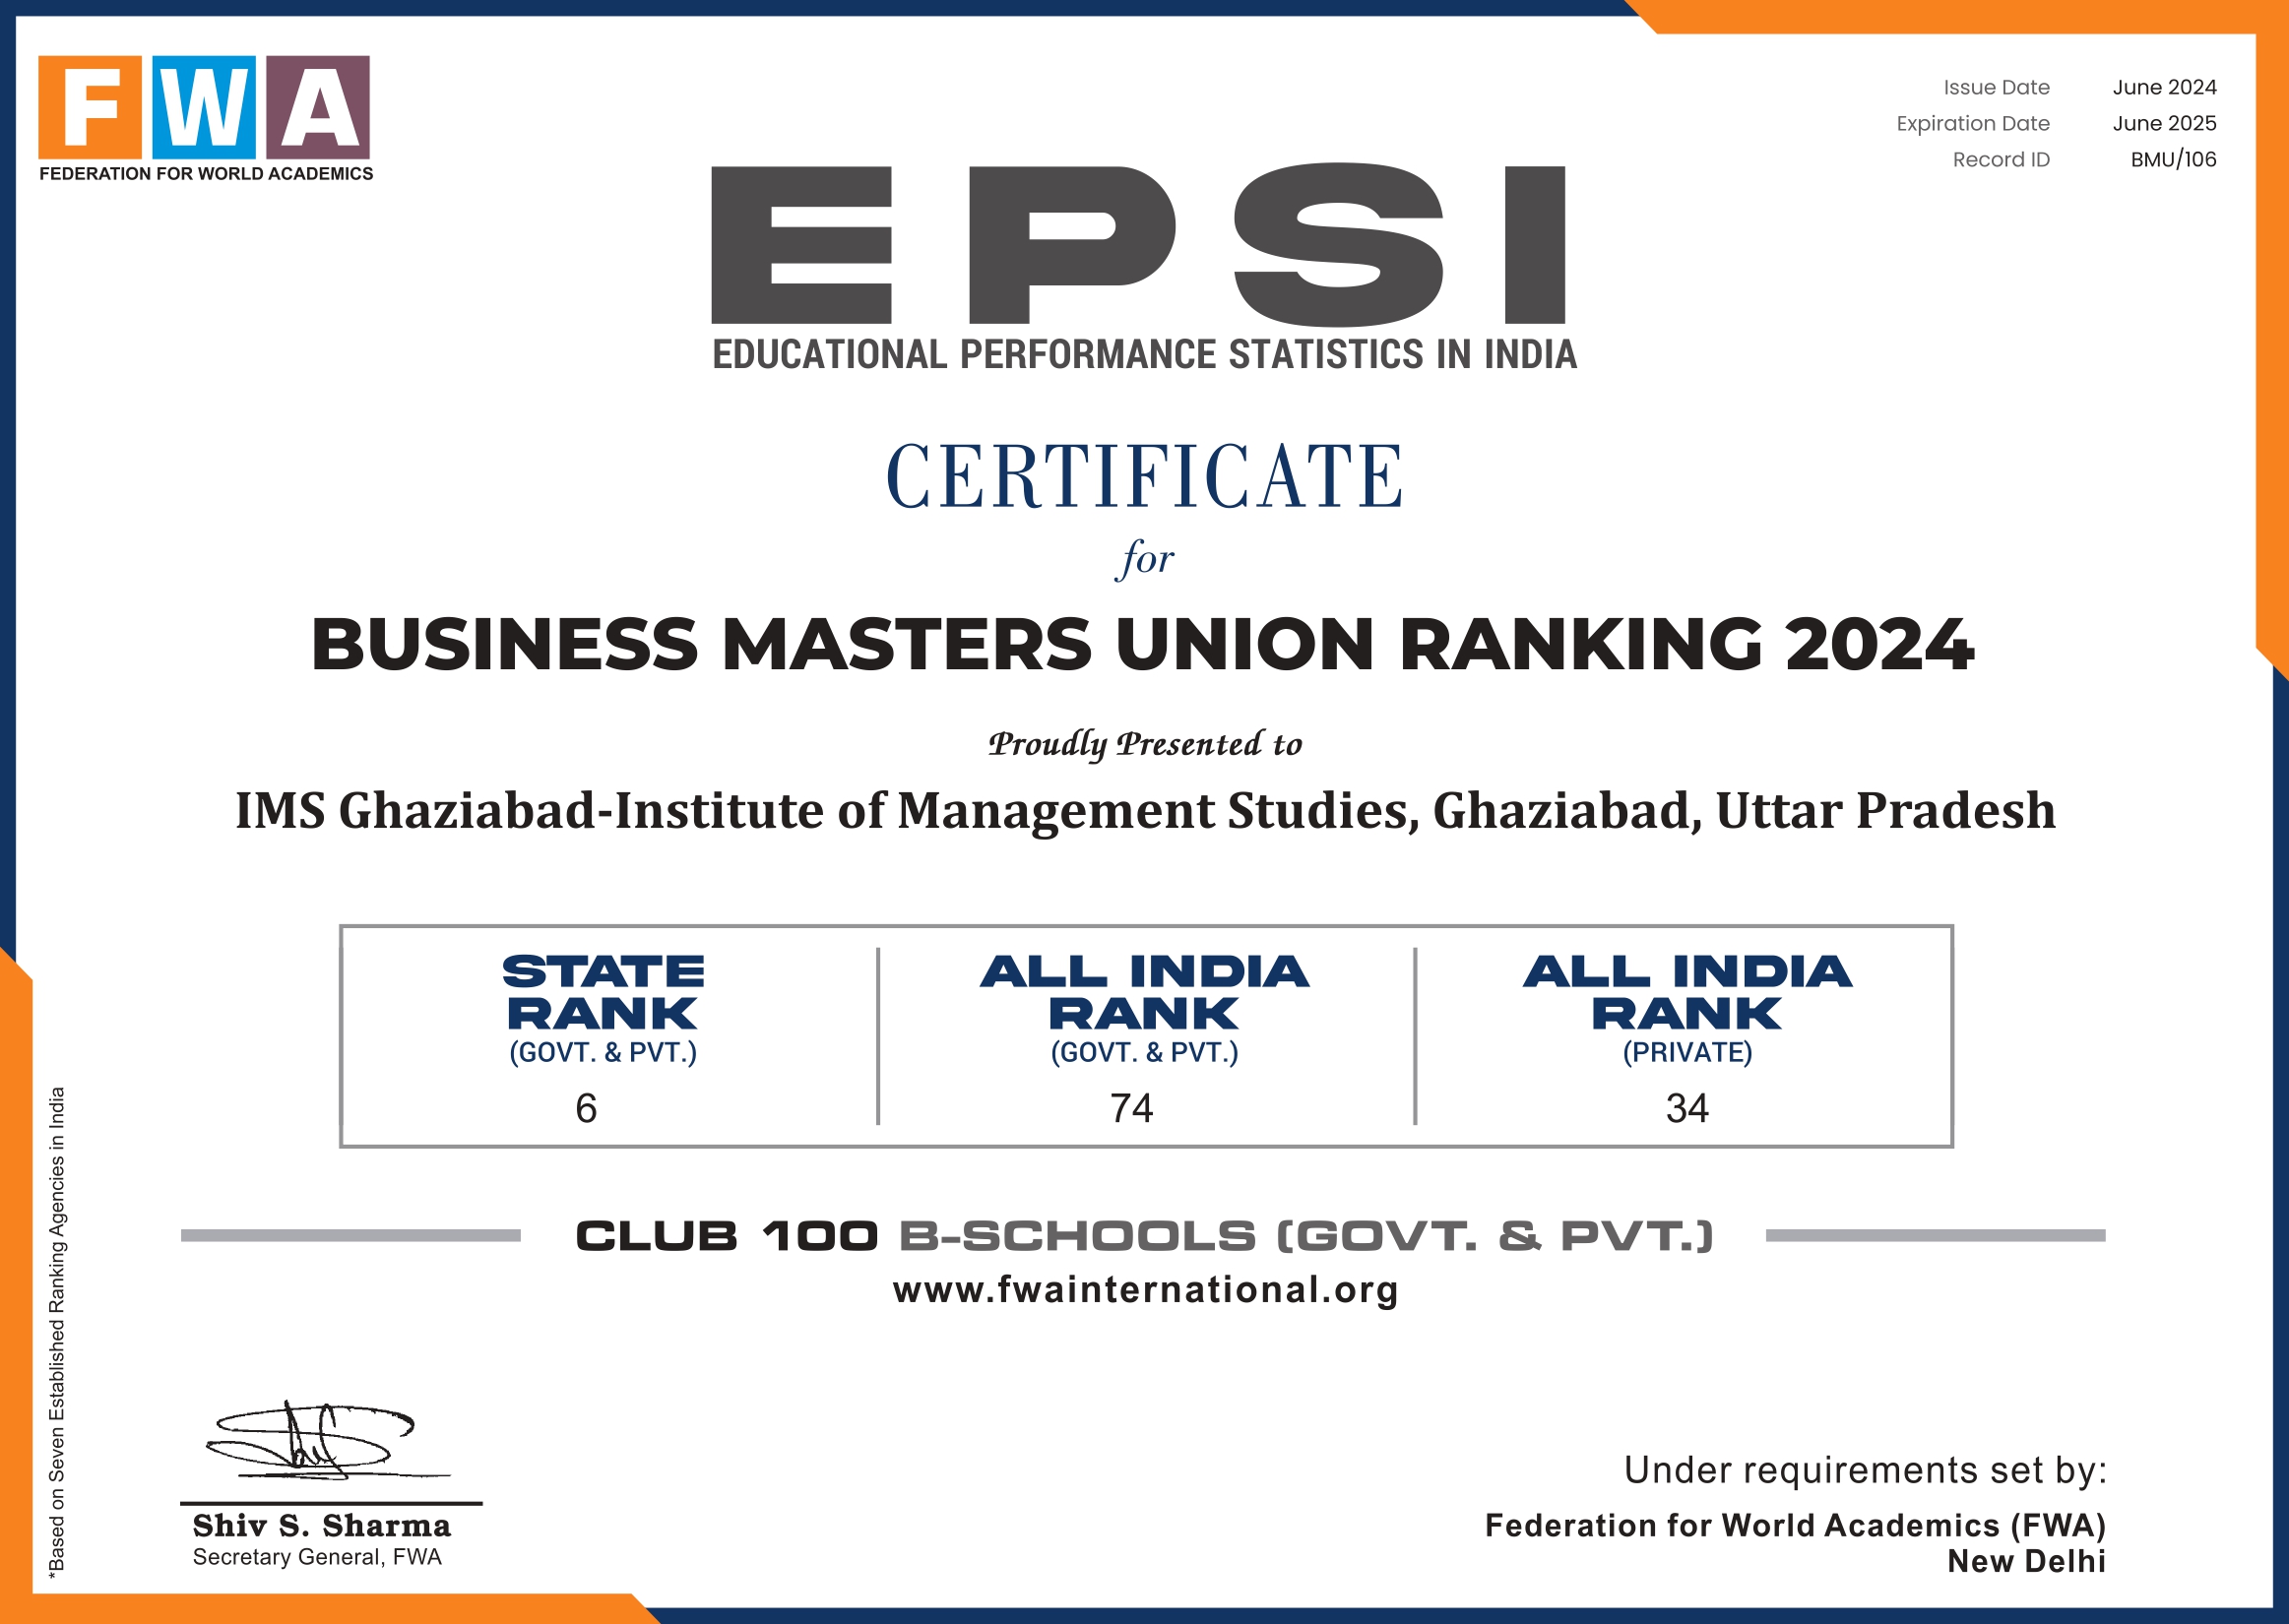 FWA
FEDERATION FOR WORLD ACADEMICS
Issue Date June 2024
Expiration Date June 2025
Record ID BMU/106
EPSI
EDUCATIONAL PERFORMANCE STATISTICS IN INDIA
CERTIFICATE
for
BUSINESS MASTERS UNION RANKING 2024
Proudly Presented to
IMS Ghaziabad-Institute of Management Studies, Ghaziabad, Uttar Pradesh
STATE
RANK
(GOVT. & PVT.)
6
ALL INDIA
RANK
(GOVT. & PVT.)
74
ALL INDIA
RANK
(PRIVATE)
34
CLUB 100 B-SCHOOLS (GOVT. & PVT.)
www.fwainternational.org
*Based on Seven Established Ranking Agencies in India
Shiv S. Sharma
Secretary General, FWA
Under requirements set by:
Federation for World Academics (FWA)
New Delhi